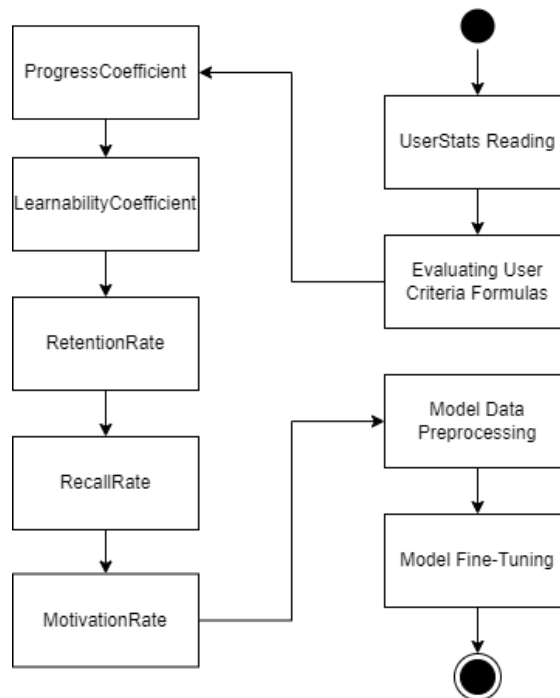 UserStats Reading
Evaluating User
Criteria Formulas
ProgressCoefficient
LearnabilityCoefficient
RetentionRate
RecallRate
MotivationRate
Model Data
Preprocessing
Model Fine-Tuning